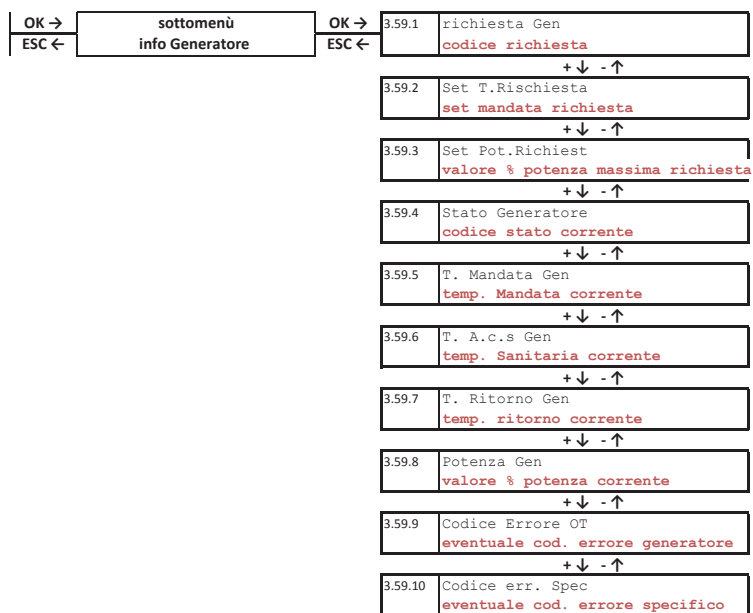 OK → sottomenù OK → 3.59.1 richiesta Gen
ESC ← info Generatore ESC ← codice richiesta
+ ↓ - ↑
3.59.2 Set T.Rischiesta
set mandata richiesta
+ ↓ - ↑
3.59.3 Set Pot.Richiest
valore % potenza massima richiesta
+ ↓ - ↑
3.59.4 Stato Generatore
codice stato corrente
+ ↓ - ↑
3.59.5 T. Mandata Gen
temp. Mandata corrente
+ ↓ - ↑
3.59.6 T. A.c.s Gen
temp. Sanitaria corrente
+ ↓ - ↑
3.59.7 T. Ritorno Gen
temp. ritorno corrente
+ ↓ - ↑
3.59.8 Potenza Gen
valore % potenza corrente
+ ↓ - ↑
3.59.9 Codice Errore OT
eventuale cod. errore generatore
+ ↓ - ↑
3.59.10 Codice err. Spec
eventuale cod. errore specifico